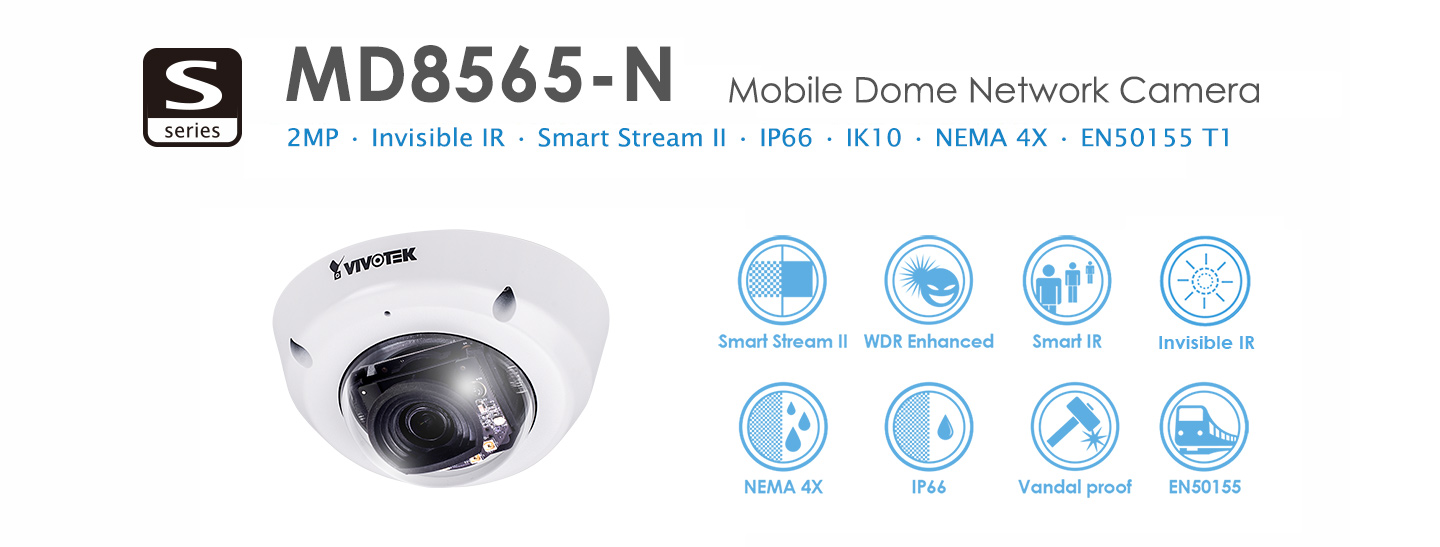 S
series
MD8565-N Mobile Dome Network Camera
2MP · Invisible IR · Smart Stream II · IP66 · IK10 · NEMA 4X · EN50155 T1
VIVOTEK
Smart Stream II WDR Enhanced Smart IR Invisible IR
NEMA 4X IP66 Vandal proof EN50155